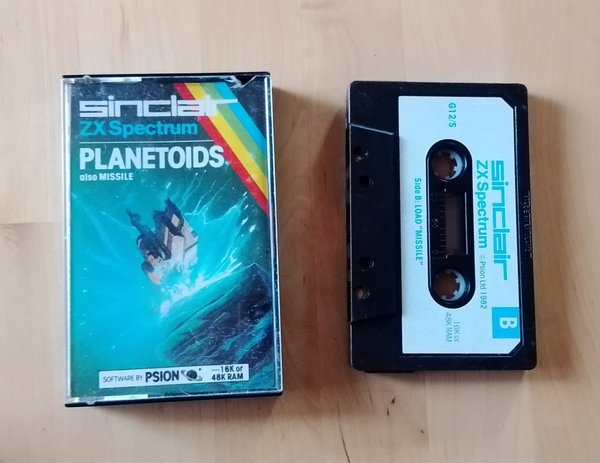 sinclair
ZX Spectrum
PLANETOIDS
also MISSILE
SOFTWARE BY PSION
—16K or
48K RAM
G12/S
Side B: LOAD "MISSILE"
sinclair
ZX Spectrum
© Psion Ltd 1982
B
16K or
48K RAM